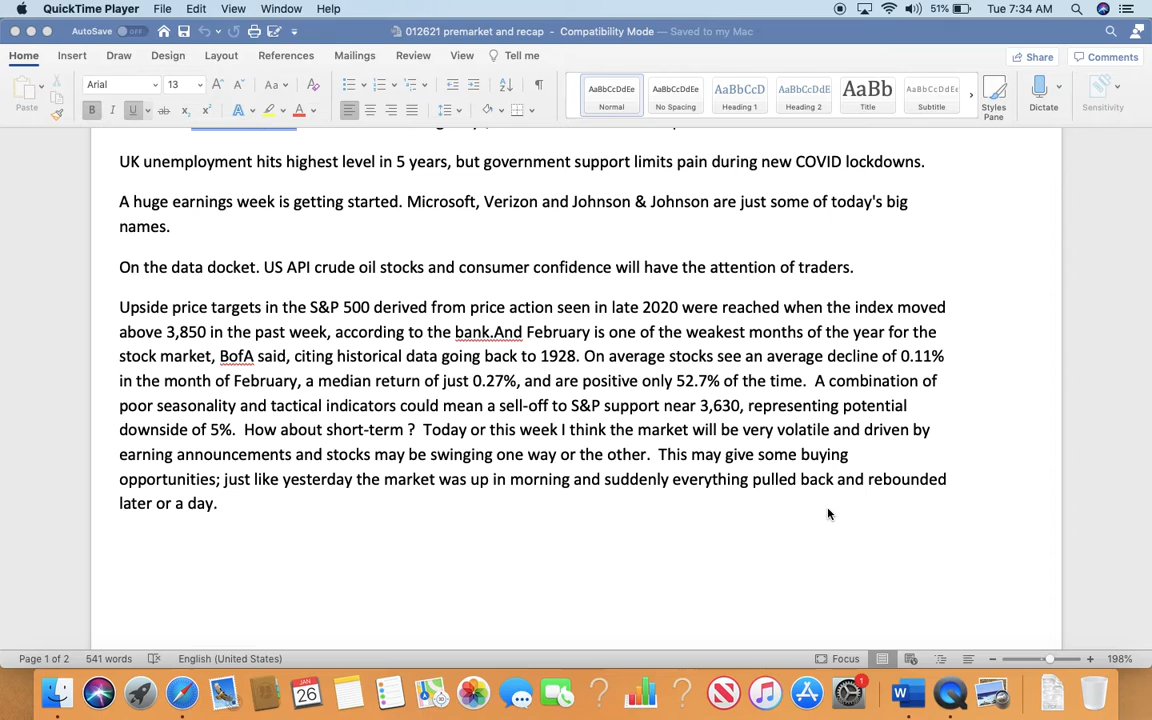 QuickTime Player File Edit View Window Help 51% Tue 7:34 AM
AutoSave OFF 012621 premarket and recap - Compatibility Mode — Saved to my Mac
Home Insert Draw Design Layout References Mailings Review View Tell me Share Comments
Paste Arial 13 Aa AaBbCcDdEe AaBbCcDdEe AaBbCcD AaBbCcDdE AaBb AaBbCcDdEe
Normal No Spacing Heading 1 Heading 2 Title Subtitle Styles Pane Dictate Sensitivity
UK unemployment hits highest level in 5 years, but government support limits pain during new COVID lockdowns.
A huge earnings week is getting started. Microsoft, Verizon and Johnson & Johnson are just some of today's big
names.
On the data docket. US API crude oil stocks and consumer confidence will have the attention of traders.
Upside price targets in the S&P 500 derived from price action seen in late 2020 were reached when the index moved
above 3,850 in the past week, according to the bank.And February is one of the weakest months of the year for the
stock market, BofA said, citing historical data going back to 1928. On average stocks see an average decline of 0.11%
in the month of February, a median return of just 0.27%, and are positive only 52.7% of the time.  A combination of
poor seasonality and tactical indicators could mean a sell-off to S&P support near 3,630, representing potential
downside of 5%.  How about short-term ?  Today or this week I think the market will be very volatile and driven by
earning announcements and stocks may be swinging one way or the other.  This may give some buying
opportunities; just like yesterday the market was up in morning and suddenly everything pulled back and rebounded
later or a day.
Page 1 of 2 541 words English (United States) Focus 198%
JAN 26 1